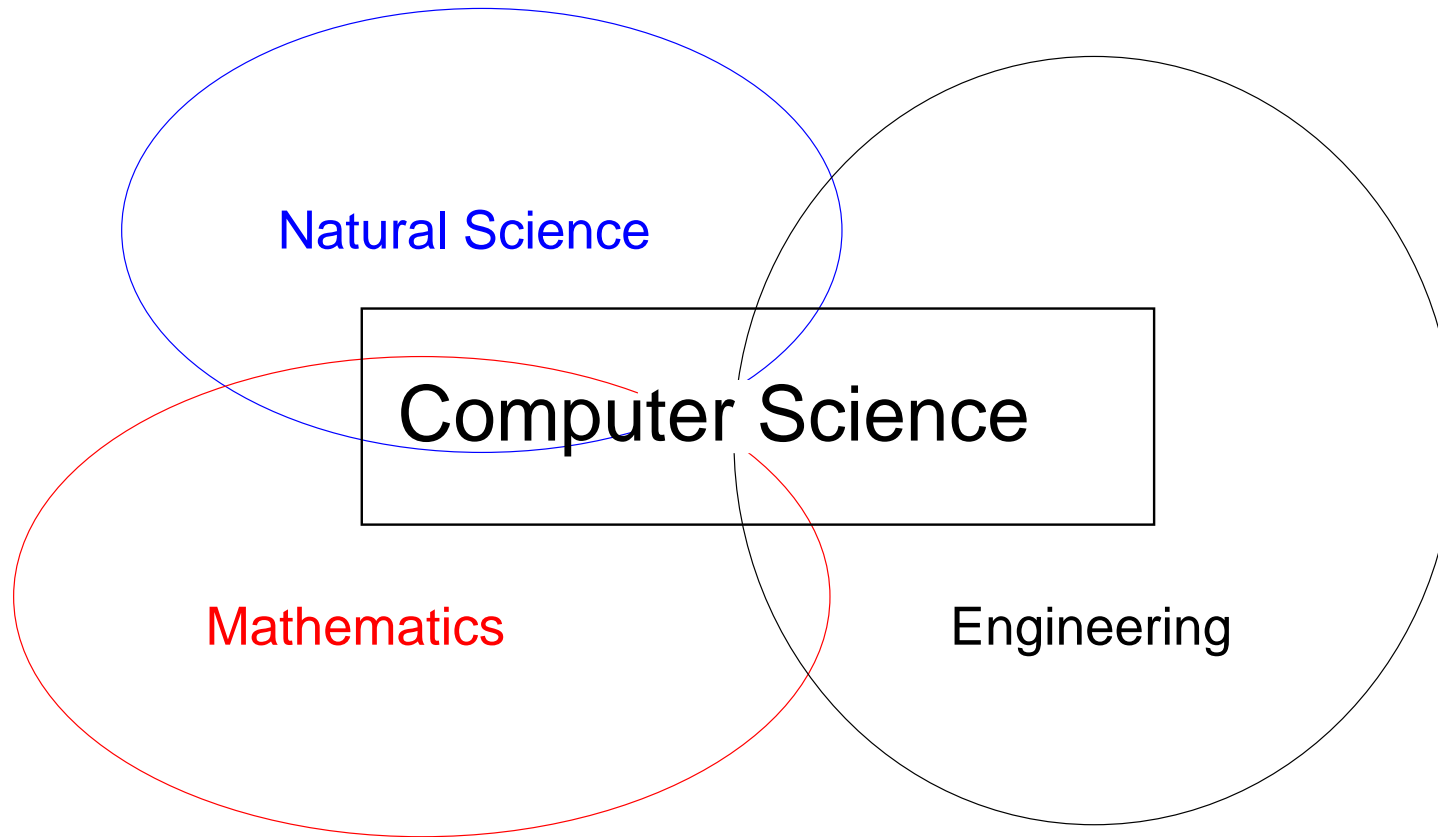 Natural Science
Computer Science
Mathematics
Engineering